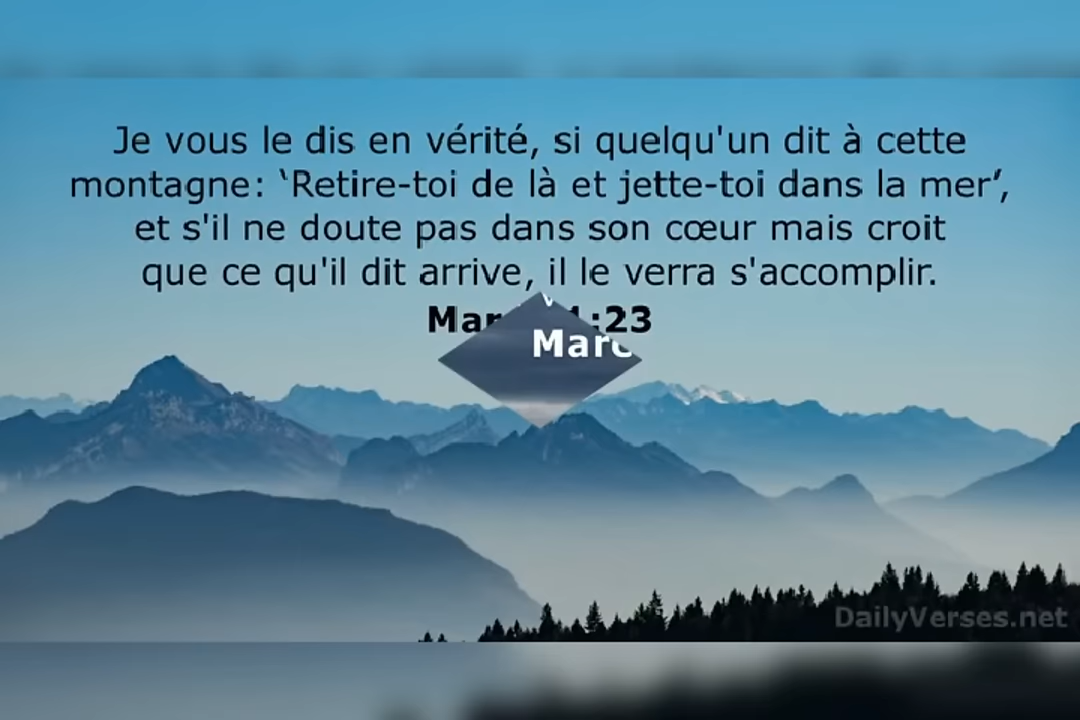 Je vous le dis en vérité, si quelqu'un dit à cette
montagne: ‘Retire-toi de là et jette-toi dans la mer’,
et s'il ne doute pas dans son cœur mais croit
que ce qu'il dit arrive, il le verra s'accomplir.
:23
Marc
DailyVerses.net